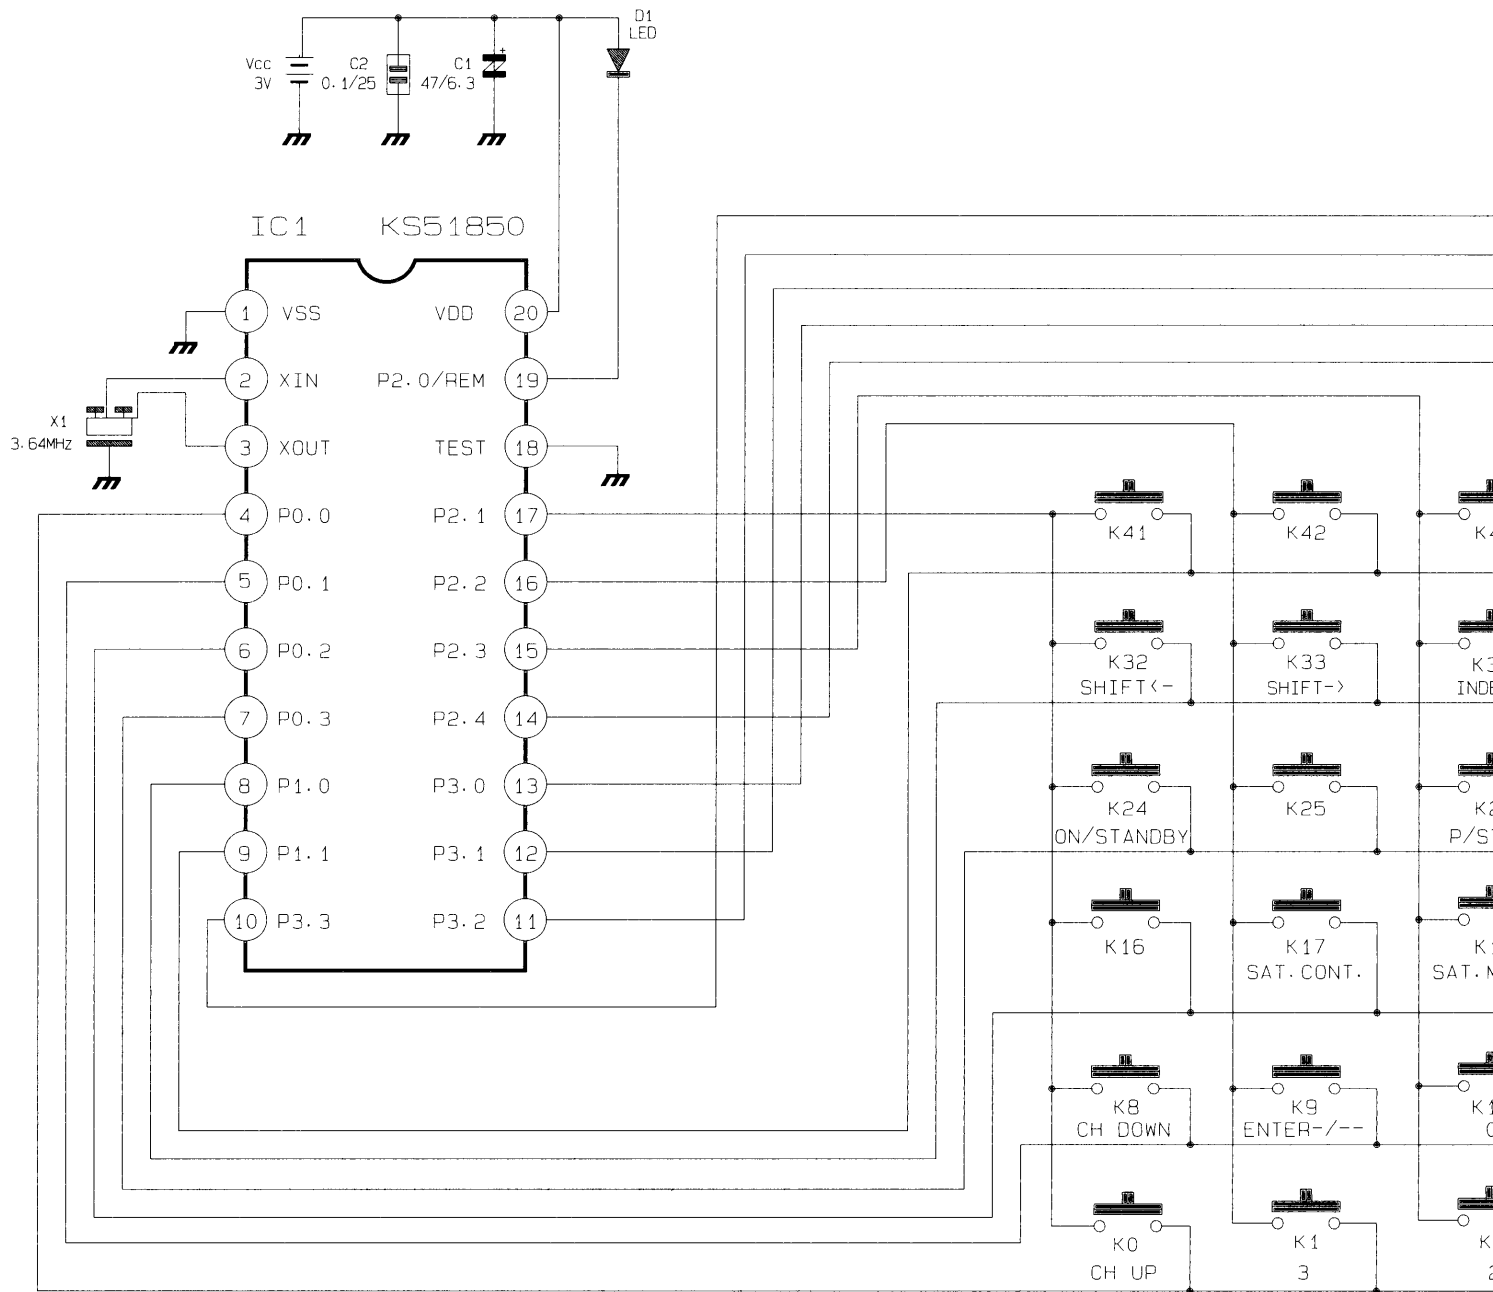 D1
LED
Vcc
3V
C2
0.1/25
C1
47/6.3
+
IC1 KS51850
1 VSS VDD 20
2 XIN P2.0/REM 19
X1
3.64MHz
3 XOUT TEST 18
4 P0.0 P2.1 17
5 P0.1 P2.2 16
6 P0.2 P2.3 15
7 P0.3 P2.4 14
8 P1.0 P3.0 13
9 P1.1 P3.1 12
10 P3.3 P3.2 11
K41 K42
K32 K33
SHIFT<- SHIFT->
K24 K25
ON/STANDBY
K16 K17
SAT.CONT.
K8 K9
CH DOWN ENTER-/--
K0 K1
CH UP 3